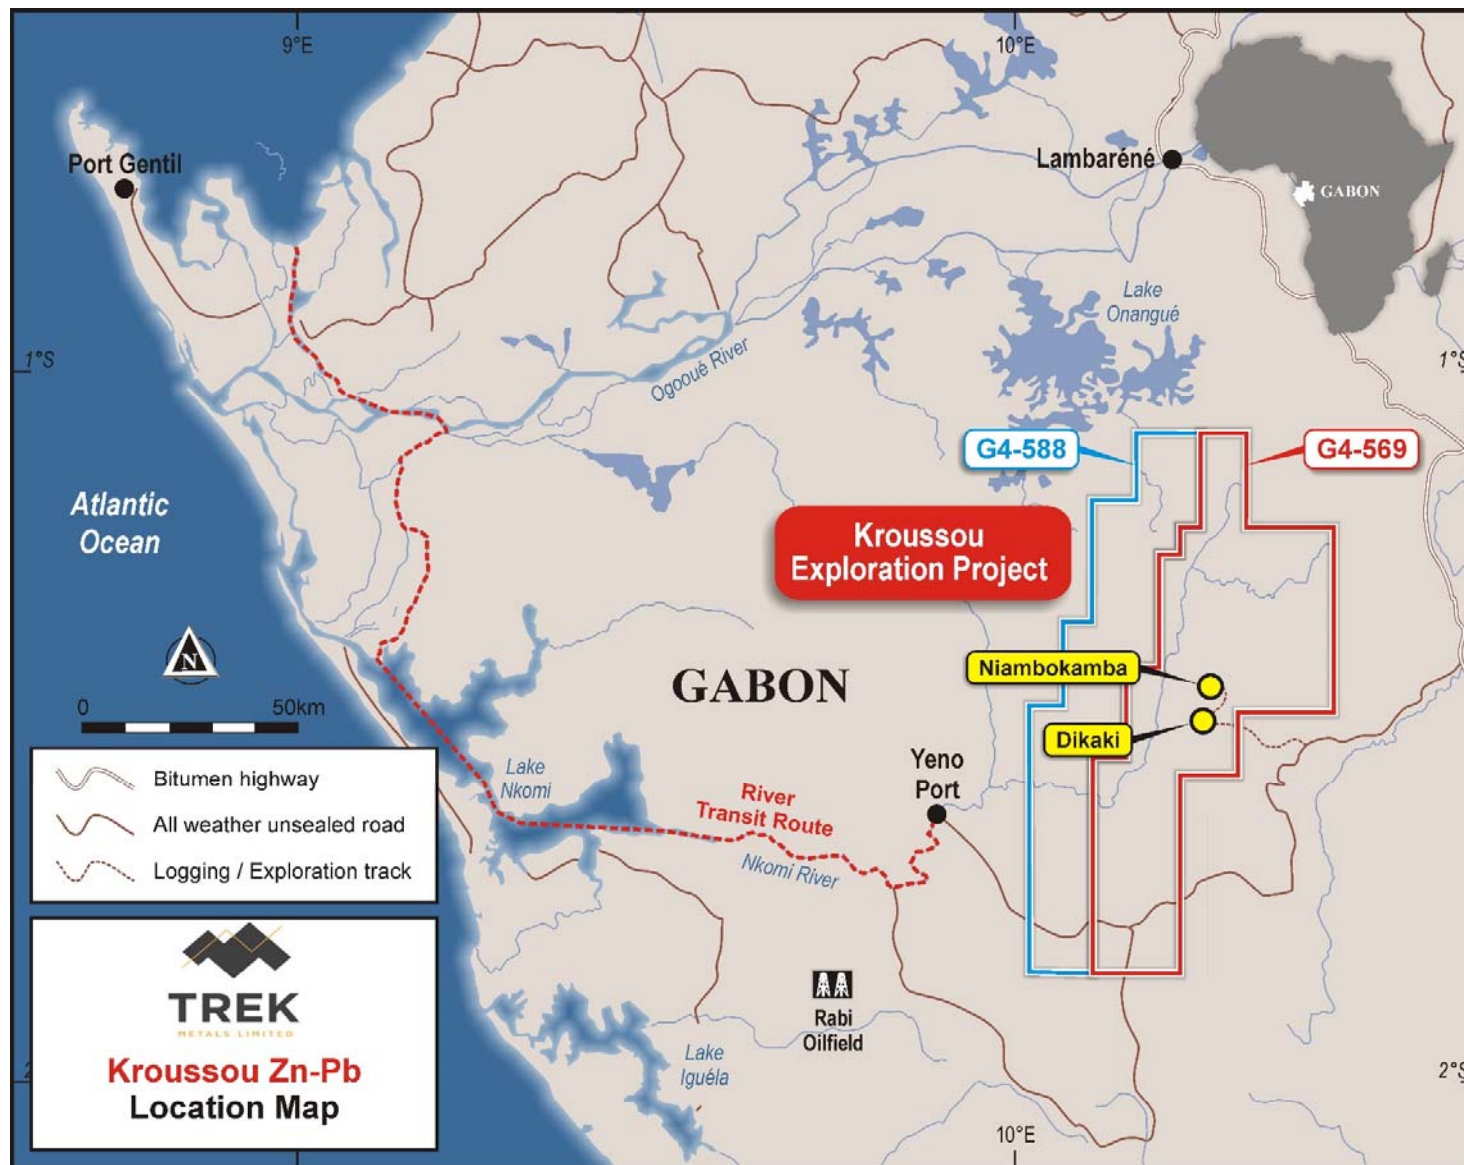 9°E
10°E
Port Gentil
Lambaréné
GABON
Lake
Onangué
1°S
1°S
Ogooué River
G4-588
G4-569
Atlantic
Ocean
Kroussou
Exploration Project
Niambokamba
GABON
N
0
50km
Dikaki
Yeno
Port
Lake
Nkomi
River
Transit Route
Nkomi River
Bitumen highway
All weather unsealed road
Logging / Exploration track
TREK
METALS LIMITED
Rabi
Oilfield
Lake
Iguéla
Kroussou Zn-Pb
Location Map
2°S
10°E